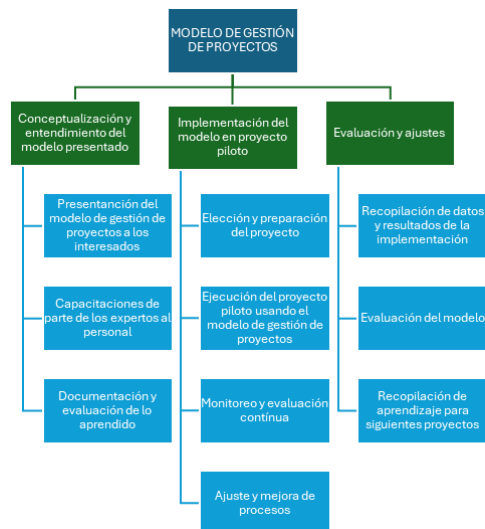 MODELO DE GESTIÓN
DE PROYECTOS
Conceptualización y
entendimiento del
modelo presentado
Implementación del
modelo en proyecto
piloto
Evaluación y ajustes
Presentanción del
modelo de gestión de
proyectos a los
interesados
Elección y preparación
del proyecto
Recopilación de datos
y resultados de la
implementación
Capacitaciones de
parte de los expertos al
personal
Ejecución del proyecto
piloto usando el
modelo de gestión de
proyectos
Evaluación del modelo
Documentación y
evaluación de lo
aprendido
Monitoreo y evaluación
contínua
Recopilación de
aprendizaje para
siguientes proyectos
Ajuste y mejora de
procesos